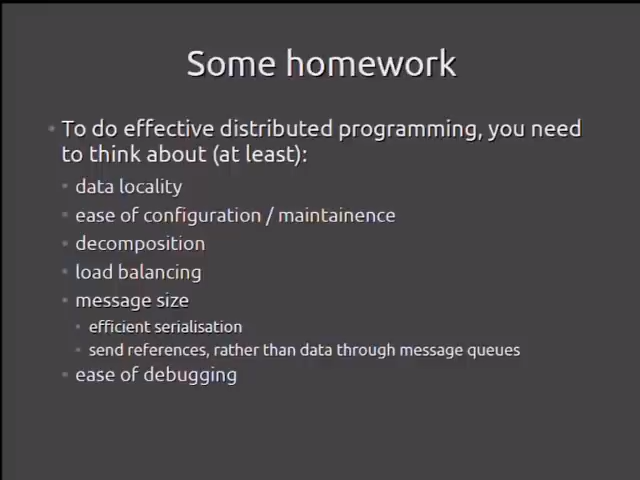 Some homework
To do effective distributed programming, you need
to think about (at least):
data locality
ease of configuration / maintainence
decomposition
load balancing
message size
efficient serialisation
send references, rather than data through message queues
ease of debugging